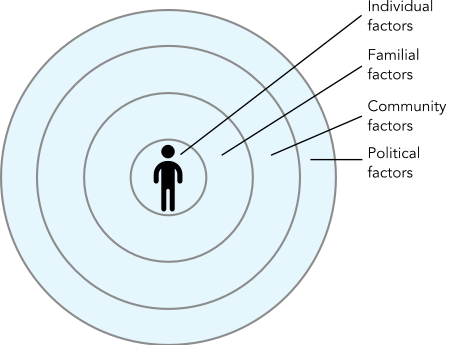 Individual
factors
Familial
factors
Community
factors
Political
factors